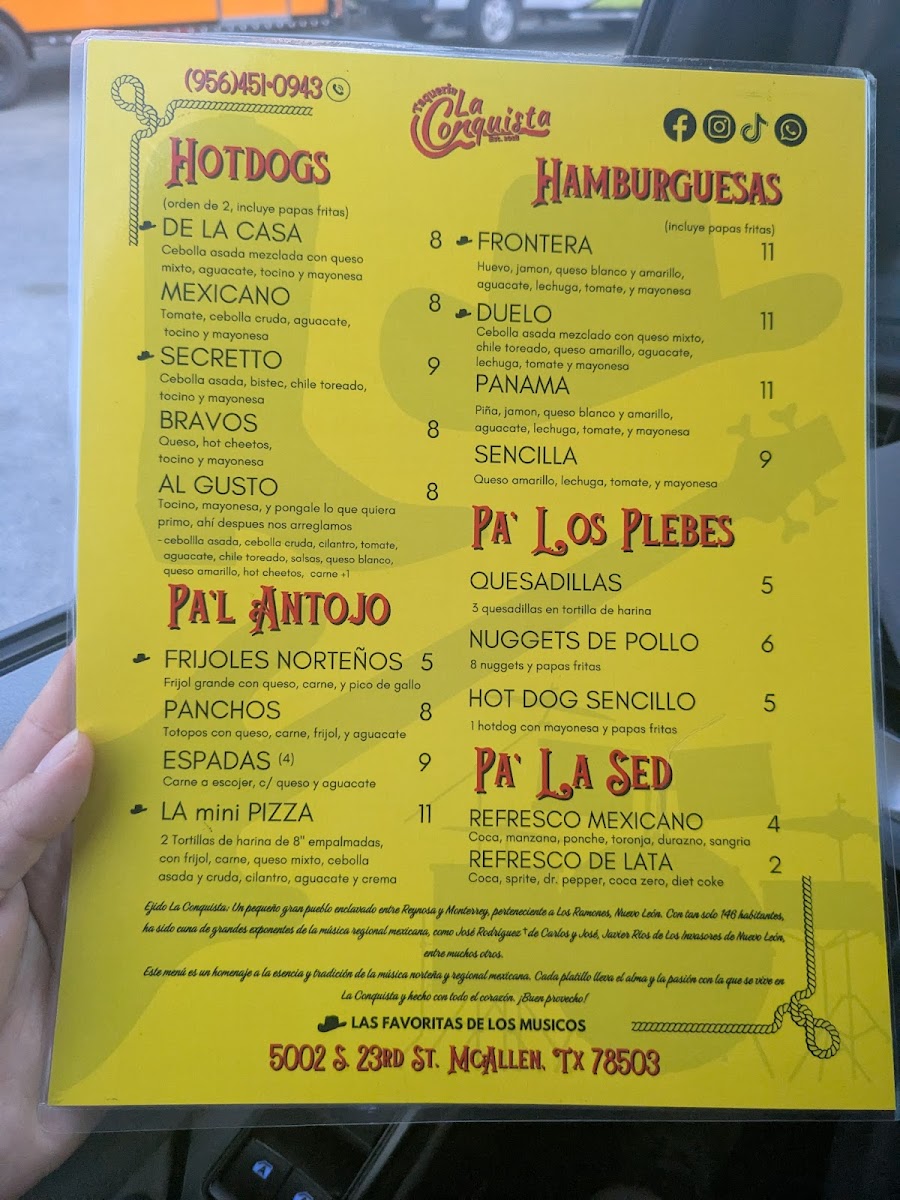 (956)451-0943
Taqueria
La
Conquista
HOTDOGS
(orden de 2, incluye papas fritas)
DE LA CASA 8
Cebolla asada mezclada con queso
mixto, aguacate, tocino y mayonesa
MEXICANO 8
Tomate, cebolla cruda, aguacate,
tocino y mayonesa
SECRETTO 9
Cebolla asada, bistec, chile toreado,
tocino y mayonesa
BRAVOS 8
Queso, hot cheetos,
tocino y mayonesa
AL GUSTO 8
Tocino, mayonesa, y pongale lo que quiera
primo, ahí despues nos arreglamos
- cebollla asada, cebolla cruda, cilantro, tomate,
aguacate, chile toreado, salsas, queso blanco,
queso amarillo, hot cheetos, carne +1
PA'L ANTOJO
FRIJOLES NORTEÑOS 5
Frijol grande con queso, carne, y pico de gallo
PANCHOS 8
Totopos con queso, carne, frijol, y aguacate
ESPADAS (4) 9
Carne a escojer, c/ queso y aguacate
LA mini PIZZA 11
2 Tortillas de harina de 8" empalmadas,
con frijol, carne, queso mixto, cebolla
asada y cruda, cilantro, aguacate y crema
HAMBURGUESAS
(incluye papas fritas)
FRONTERA 11
Huevo, jamon, queso blanco y amarillo,
aguacate, lechuga, tomate, y mayonesa
DUELO 11
Cebolla asada mezclado con queso mixto,
chile toreado, queso amarillo, aguacate,
lechuga, tomate y mayonesa
PANAMA 11
Piña, jamon, queso blanco y amarillo,
aguacate, lechuga, tomate, y mayonesa
SENCILLA 9
Queso amarillo, lechuga, tomate, y mayonesa
PA' LOS PLEBES
QUESADILLAS 5
3 quesadillas en tortilla de harina
NUGGETS DE POLLO 6
8 nuggets y papas fritas
HOT DOG SENCILLO 5
1 hotdog con mayonesa y papas fritas
PA' LA SED
REFRESCO MEXICANO 4
Coca, manzana, ponche, toronja, durazno, sangria
REFRESCO DE LATA 2
Coca, sprite, dr. pepper, coca zero, diet coke
Ejido La Conquista: Un pequeño gran pueblo enclavado entre Reynosa y Monterrey, perteneciente a Los Ramones, Nuevo León. Con tan solo 148 habitantes,
ha sido cuna de grandes exponentes de la música regional mexicana, como José Rodríguez† de Carlos y José, Javier Ríos de Los Invasores de Nuevo León,
entre muchos otros.
Este menú es un homenaje a la esencia y tradición de la música norteña y regional mexicana. Cada platillo lleva el alma y la pasión con la que se vive en
La Conquista y hecho con todo el corazón. ¡Buen provecho!
LAS FAVORITAS DE LOS MUSICOS
5002 S. 23RD ST. MCALLEN, TX 78503